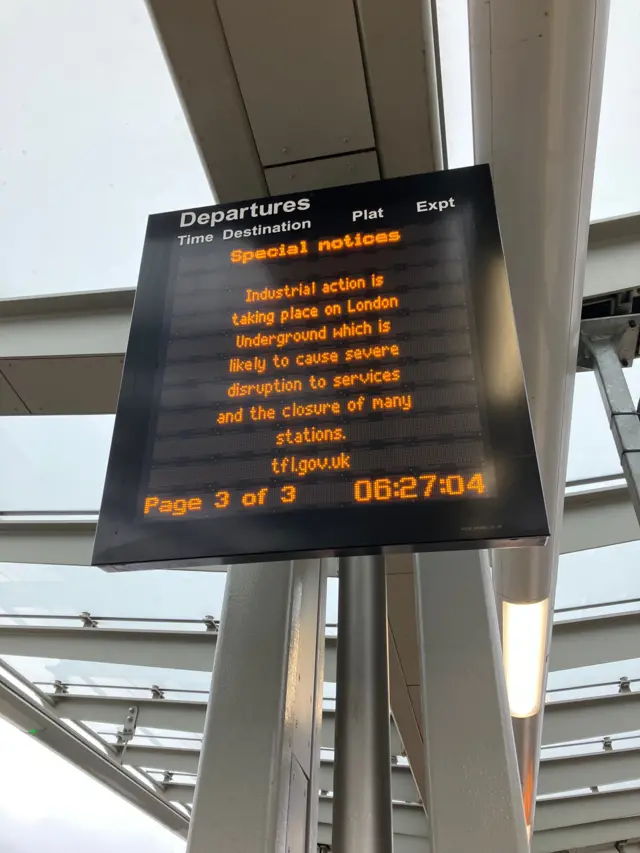 Departures
Time Destination Plat Expt
Special notices
Industrial action is
taking place on London
Underground which is
likely to cause severe
disruption to services
and the closure of many
stations.
tfl.gov.uk
Page 3 of 3 06:27:04